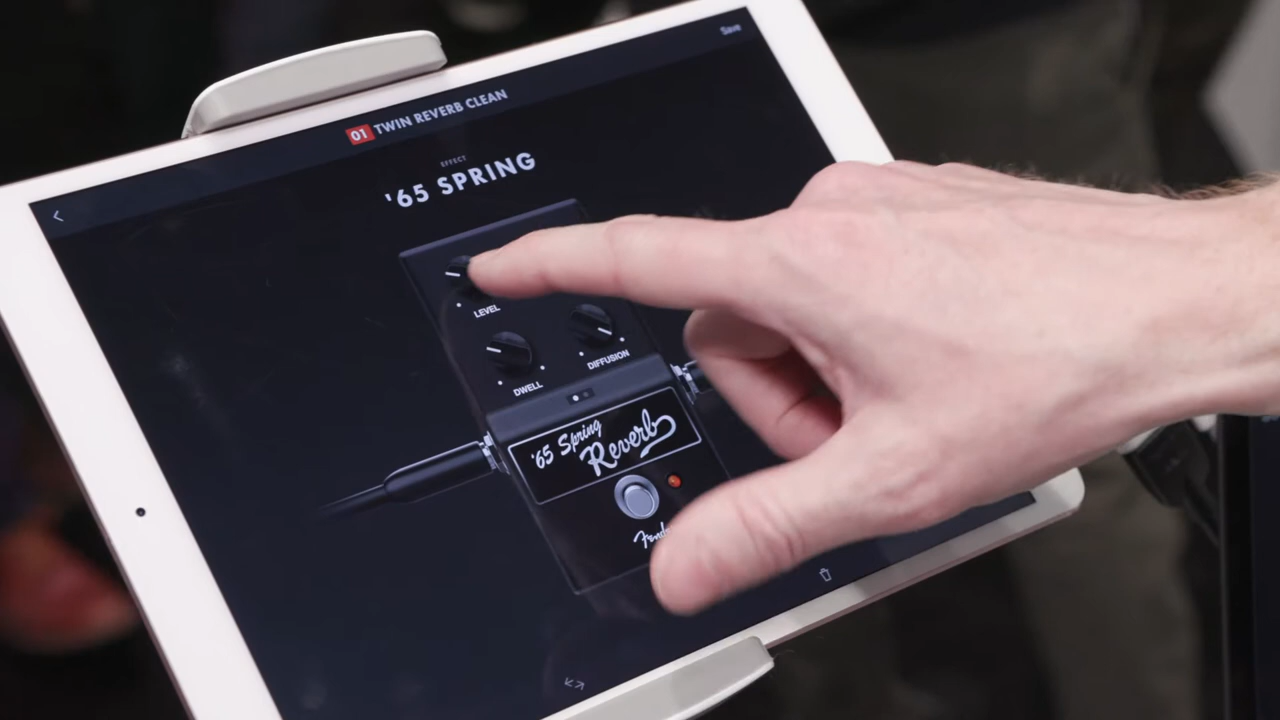 Save
01 TWIN REVERB CLEAN
EFFECT
'65 SPRING
LEVEL
DWELL
DIFFUSION
'65 Spring
Reverb